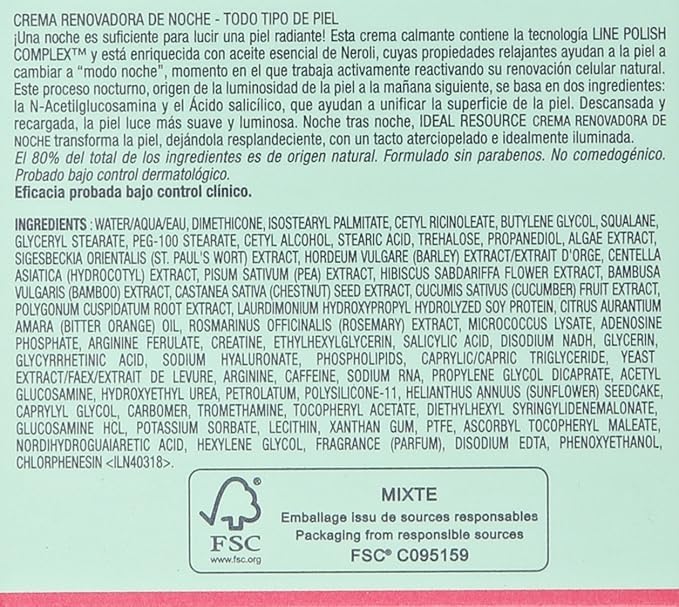 CREMA RENOVADORA DE NOCHE - TODO TIPO DE PIEL
¡Una noche es suficiente para lucir una piel radiante! Esta crema calmante contiene la tecnología LINE POLISH
COMPLEX™ y está enriquecida con aceite esencial de Neroli, cuyas propiedades relajantes ayudan a la piel a
cambiar a “modo noche”, momento en el que trabaja activamente reactivando su renovación celular natural.
Este proceso nocturno, origen de la luminosidad de la piel a la mañana siguiente, se basa en dos ingredientes:
la N-Acetilglucosamina y el Ácido salicílico, que ayudan a unificar la superficie de la piel. Descansada y
recargada, la piel luce más suave y luminosa. Noche tras noche, IDEAL RESOURCE CREMA RENOVADORA DE
NOCHE transforma la piel, dejándola resplandeciente, con un tacto aterciopelado e idealmente iluminada.
El 80% del total de los ingredientes es de origen natural. Formulado sin parabenos. No comedogénico.
Probado bajo control dermatológico.
Eficacia probada bajo control clínico.
INGREDIENTS : WATER/AQUA/EAU, DIMETHICONE, ISOSTEARYL PALMITATE, CETYL RICINOLEATE, BUTYLENE GLYCOL, SQUALANE,
GLYCERYL STEARATE, PEG-100 STEARATE, CETYL ALCOHOL, STEARIC ACID, TREHALOSE, PROPANEDIOL, ALGAE EXTRACT,
SIGESBECKIA ORIENTALIS (ST. PAUL'S WORT) EXTRACT, HORDEUM VULGARE (BARLEY) EXTRACT/EXTRAIT D'ORGE, CENTELLA
ASIATICA (HYDROCOTYL) EXTRACT, PISUM SATIVUM (PEA) EXTRACT, HIBISCUS SABDARIFFA FLOWER EXTRACT, BAMBUSA
VULGARIS (BAMBOO) EXTRACT, CASTANEA SATIVA (CHESTNUT) SEED EXTRACT, CUCUMIS SATIVUS (CUCUMBER) FRUIT EXTRACT,
POLYGONUM CUSPIDATUM ROOT EXTRACT, LAURDIMONIUM HYDROXYPROPYL HYDROLYZED SOY PROTEIN, CITRUS AURANTIUM
AMARA (BITTER ORANGE) OIL, ROSMARINUS OFFICINALIS (ROSEMARY) EXTRACT, MICROCOCCUS LYSATE, ADENOSINE
PHOSPHATE, ARGININE FERULATE, CREATINE, ETHYLHEXYLGLYCERIN, SALICYLIC ACID, DISODIUM NADH, GLYCERIN,
GLYCYRRHETINIC ACID, SODIUM HYALURONATE, PHOSPHOLIPIDS, CAPRYLIC/CAPRIC TRIGLYCERIDE, YEAST
EXTRACT/FAEX/EXTRAIT DE LEVURE, ARGININE, CAFFEINE, SODIUM RNA, PROPYLENE GLYCOL DICAPRATE, ACETYL
GLUCOSAMINE, HYDROXYETHYL UREA, PETROLATUM, POLYSILICONE-11, HELIANTHUS ANNUUS (SUNFLOWER) SEEDCAKE,
CAPRYLYL GLYCOL, CARBOMER, TROMETHAMINE, TOCOPHERYL ACETATE, DIETHYLHEXYL SYRINGYLIDENEMALONATE,
GLUCOSAMINE HCL, POTASSIUM SORBATE, LECITHIN, XANTHAN GUM, PTFE, ASCORBYL TOCOPHERYL MALEATE,
NORDIHYDROGUAIARETIC ACID, HEXYLENE GLYCOL, FRAGRANCE (PARFUM), DISODIUM EDTA, PHENOXYETHANOL,
CHLORPHENESIN <ILN40318>.
FSC
www.fsc.org
MIXTE
Emballage issu de sources responsables
Packaging from responsible sources
FSC® C095159